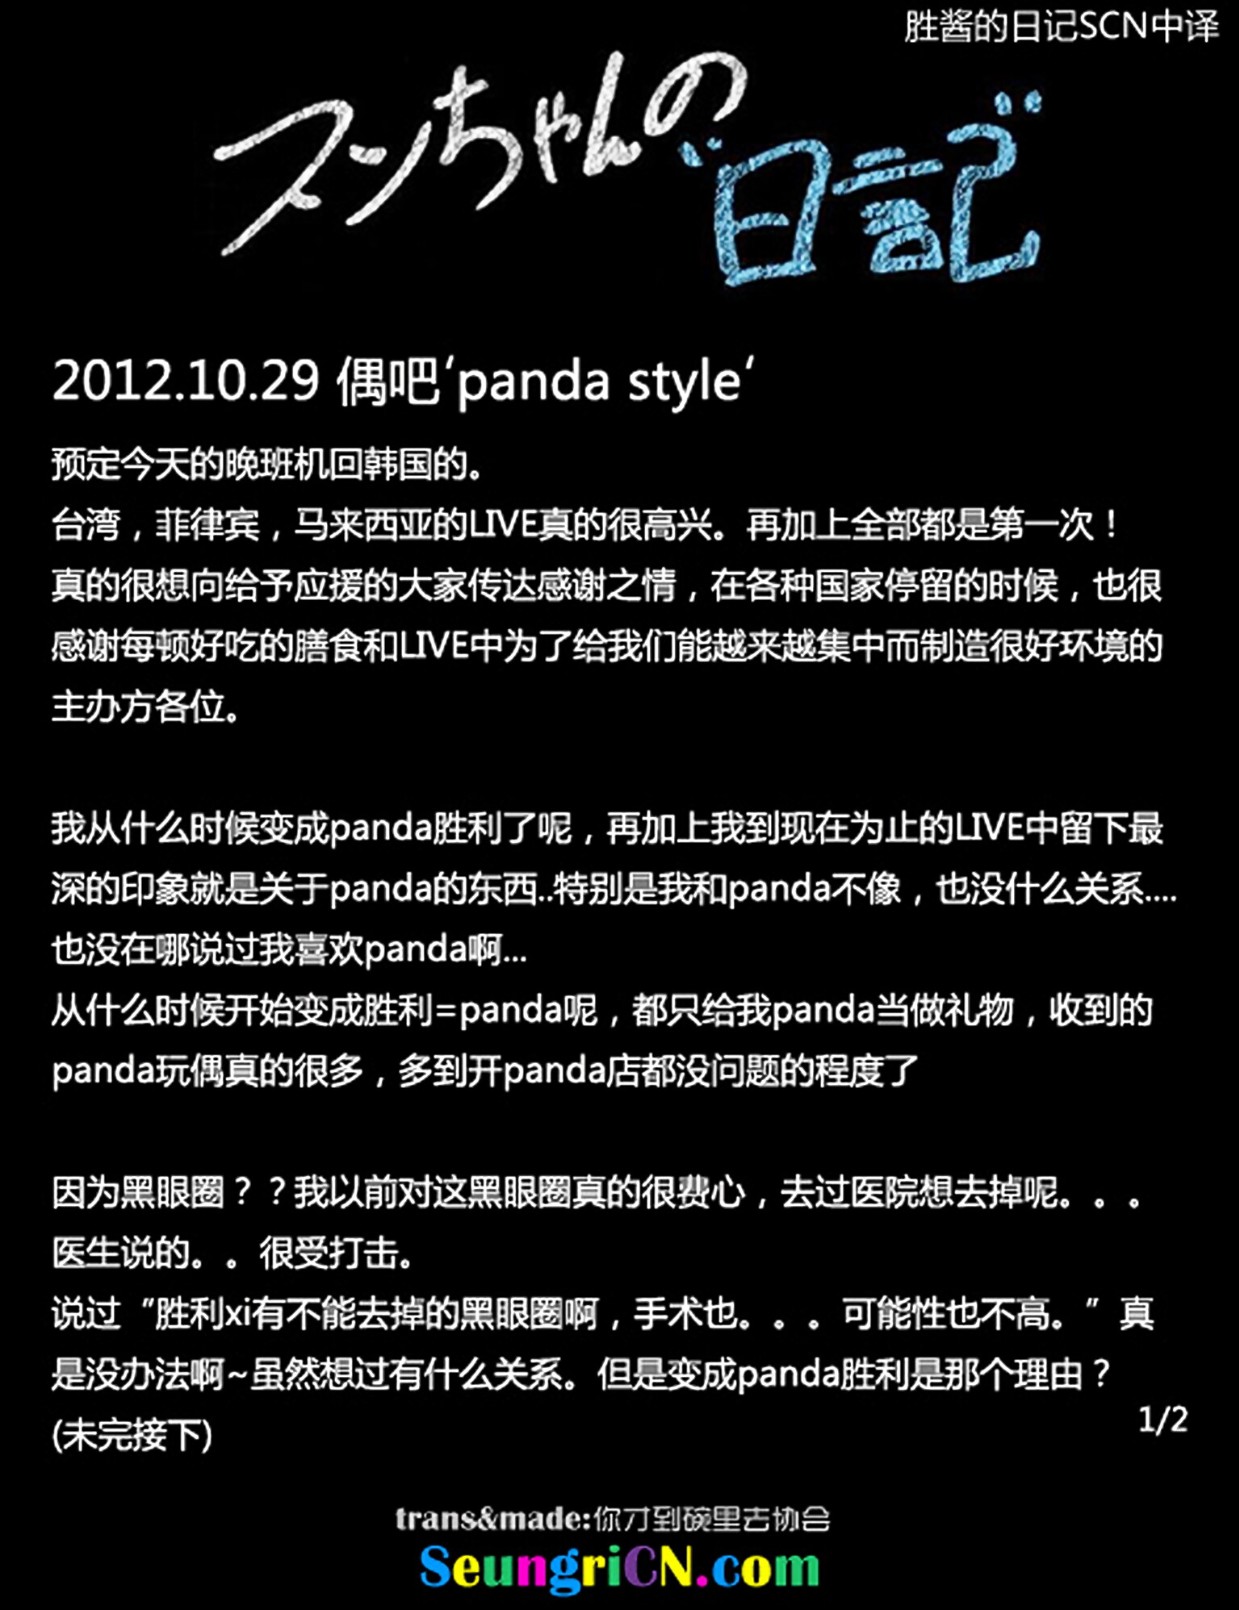 胜酱的日记SCN中译
スンちゃんの
日記
2012.10.29 偶吧‘panda style‘
预定今天的晚班机回韩国的。
台湾，菲律宾，马来西亚的LIVE真的很高兴。再加上全部都是第一次！
真的很想向给予应援的大家传达感谢之情，在各种国家停留的时候，也很
感谢每顿好吃的膳食和LIVE中为了给我们能越来越集中而制造很好环境的
主办方各位。
我从什么时候变成panda胜利了呢，再加上我到现在为止的LIVE中留下最
深的印象就是关于panda的东西..特别是我和panda不像，也没什么关系....
也没在哪说过我喜欢panda啊...
从什么时候开始变成胜利=panda呢，都只给我panda当做礼物，收到的
panda玩偶真的很多，多到开panda店都没问题的程度了
因为黑眼圈？？我以前对这黑眼圈真的很费心，去过医院想去掉呢。。。
医生说的。。很受打击。
说过“胜利xi有不能去掉的黑眼圈啊，手术也。。。可能性也不高。”真
是没办法啊~虽然想过有什么关系。但是变成panda胜利是那个理由？
(未完接下)
1/2
trans&made:你才到碗里去协会
SeungriCN.com